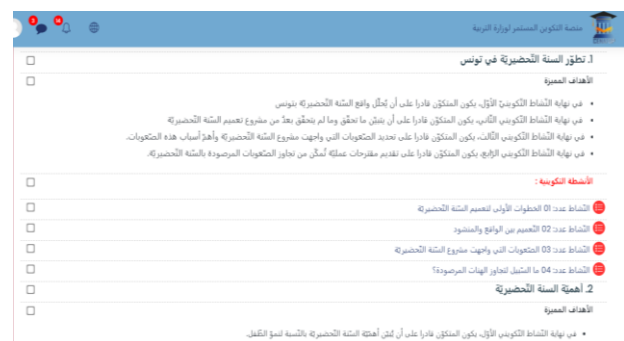 منصة التكوين المستمر لوزارة التربية
1. تطوّر السنة التّحضيريّة في تونس
الأهداف المميزة
في نهاية النّشاط التّكوينيّ الأوّل، يكون المتكوّن قادرا على أن يُحلّل واقع السّنة التّحضيريّة بتونس
في نهاية النّشاط التّكويني الثّاني، يكون المتكوّن قادرا على أن يتبيّن ما تحقّق وما لم يتحقّق بعدُ من مشروع تعميم السّنة التّحضيريّة
في نهاية النّشاط التّكويني الثّالث، يكون المتكوّن قادرا على تحديد الصّعوبات التي واجهت مشروع السّنة التّحضيريّة وأهمّ أسباب هذه الصّعوبات.
في نهاية النّشاط التّكويني الرّابع، يكون المتكوّن قادرا على تقديم مقترحات عمليّة تُمكّن من تجاوز الصّعوبات المرصودة بالسّنة التّحضيريّة.
الأنشطة التكوينية :
النّشاط عدد: 01 الخطوات الأولى لتعميم السّنة التّحضيريّة
النّشاط عدد: 02 التّعميم بين الواقع والمنشود
النّشاط عدد: 03 الصّعوبات التي واجهت مشروع السّنة التّحضيريّة
النّشاط عدد: 04 ما السّبيل لتجاوز الهنات المرصودة؟
2. أهميّة السنة التّحضيريّة
الأهداف المميزة
في نهاية النّشاط التّكويني الأوّل، يكون المتكوّن قادرا على أن يُبيّن أهميّة السّنة التّحضيريّة بالنّسبة لنموّ الطّفل.